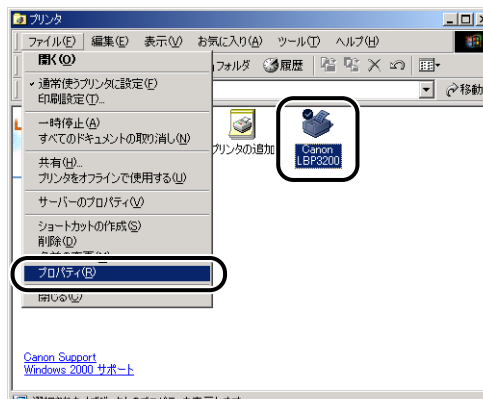 プリンタ
ファイル(F) 編集(E) 表示(V) お気に入り(A) ツール(T) ヘルプ(H)
開く(O)
フォルダ 履歴
通常使うプリンタに設定(F)
印刷設定(T)...
移動
一時停止(A)
すべてのドキュメントの取り消し(N)
プリンタの追加
Canon
LBP3200
共有(H)...
プリンタをオフラインで使用する(U)
サーバーのプロパティ(V)
ショートカットの作成(S)
削除(D)
プロパティ(R)
閉じる(C)
Canon Support
Windows 2000 サポート